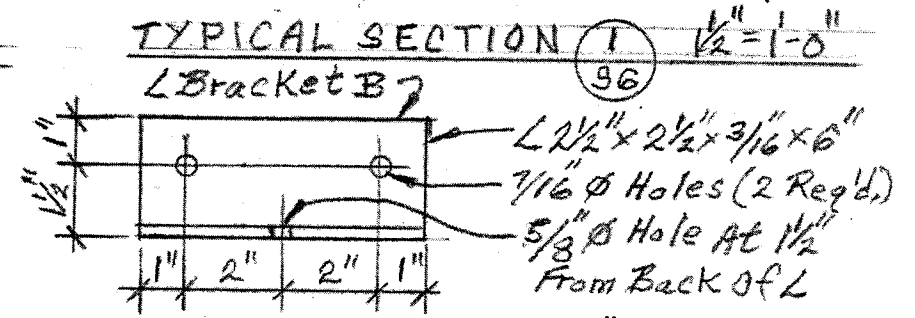 TYPICAL SECTION 1/96 1½"=1'-0"
L Bracket B
L 2½" x 2½" x 3/16" x 6"
7/16" Ø Holes (2 Req'd.)
5/8" Ø Hole At 1½"
From Back Of L
1"
1½"
1" 2" 2" 1"